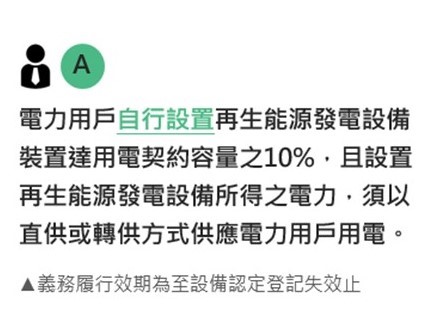 A
電力用戶自行設置再生能源發電設備
裝置達用電契約容量之10%，且設置
再生能源發電設備所得之電力，須以
直供或轉供方式供應電力用戶用電。
▲義務履行效期為至設備認定登記失效止